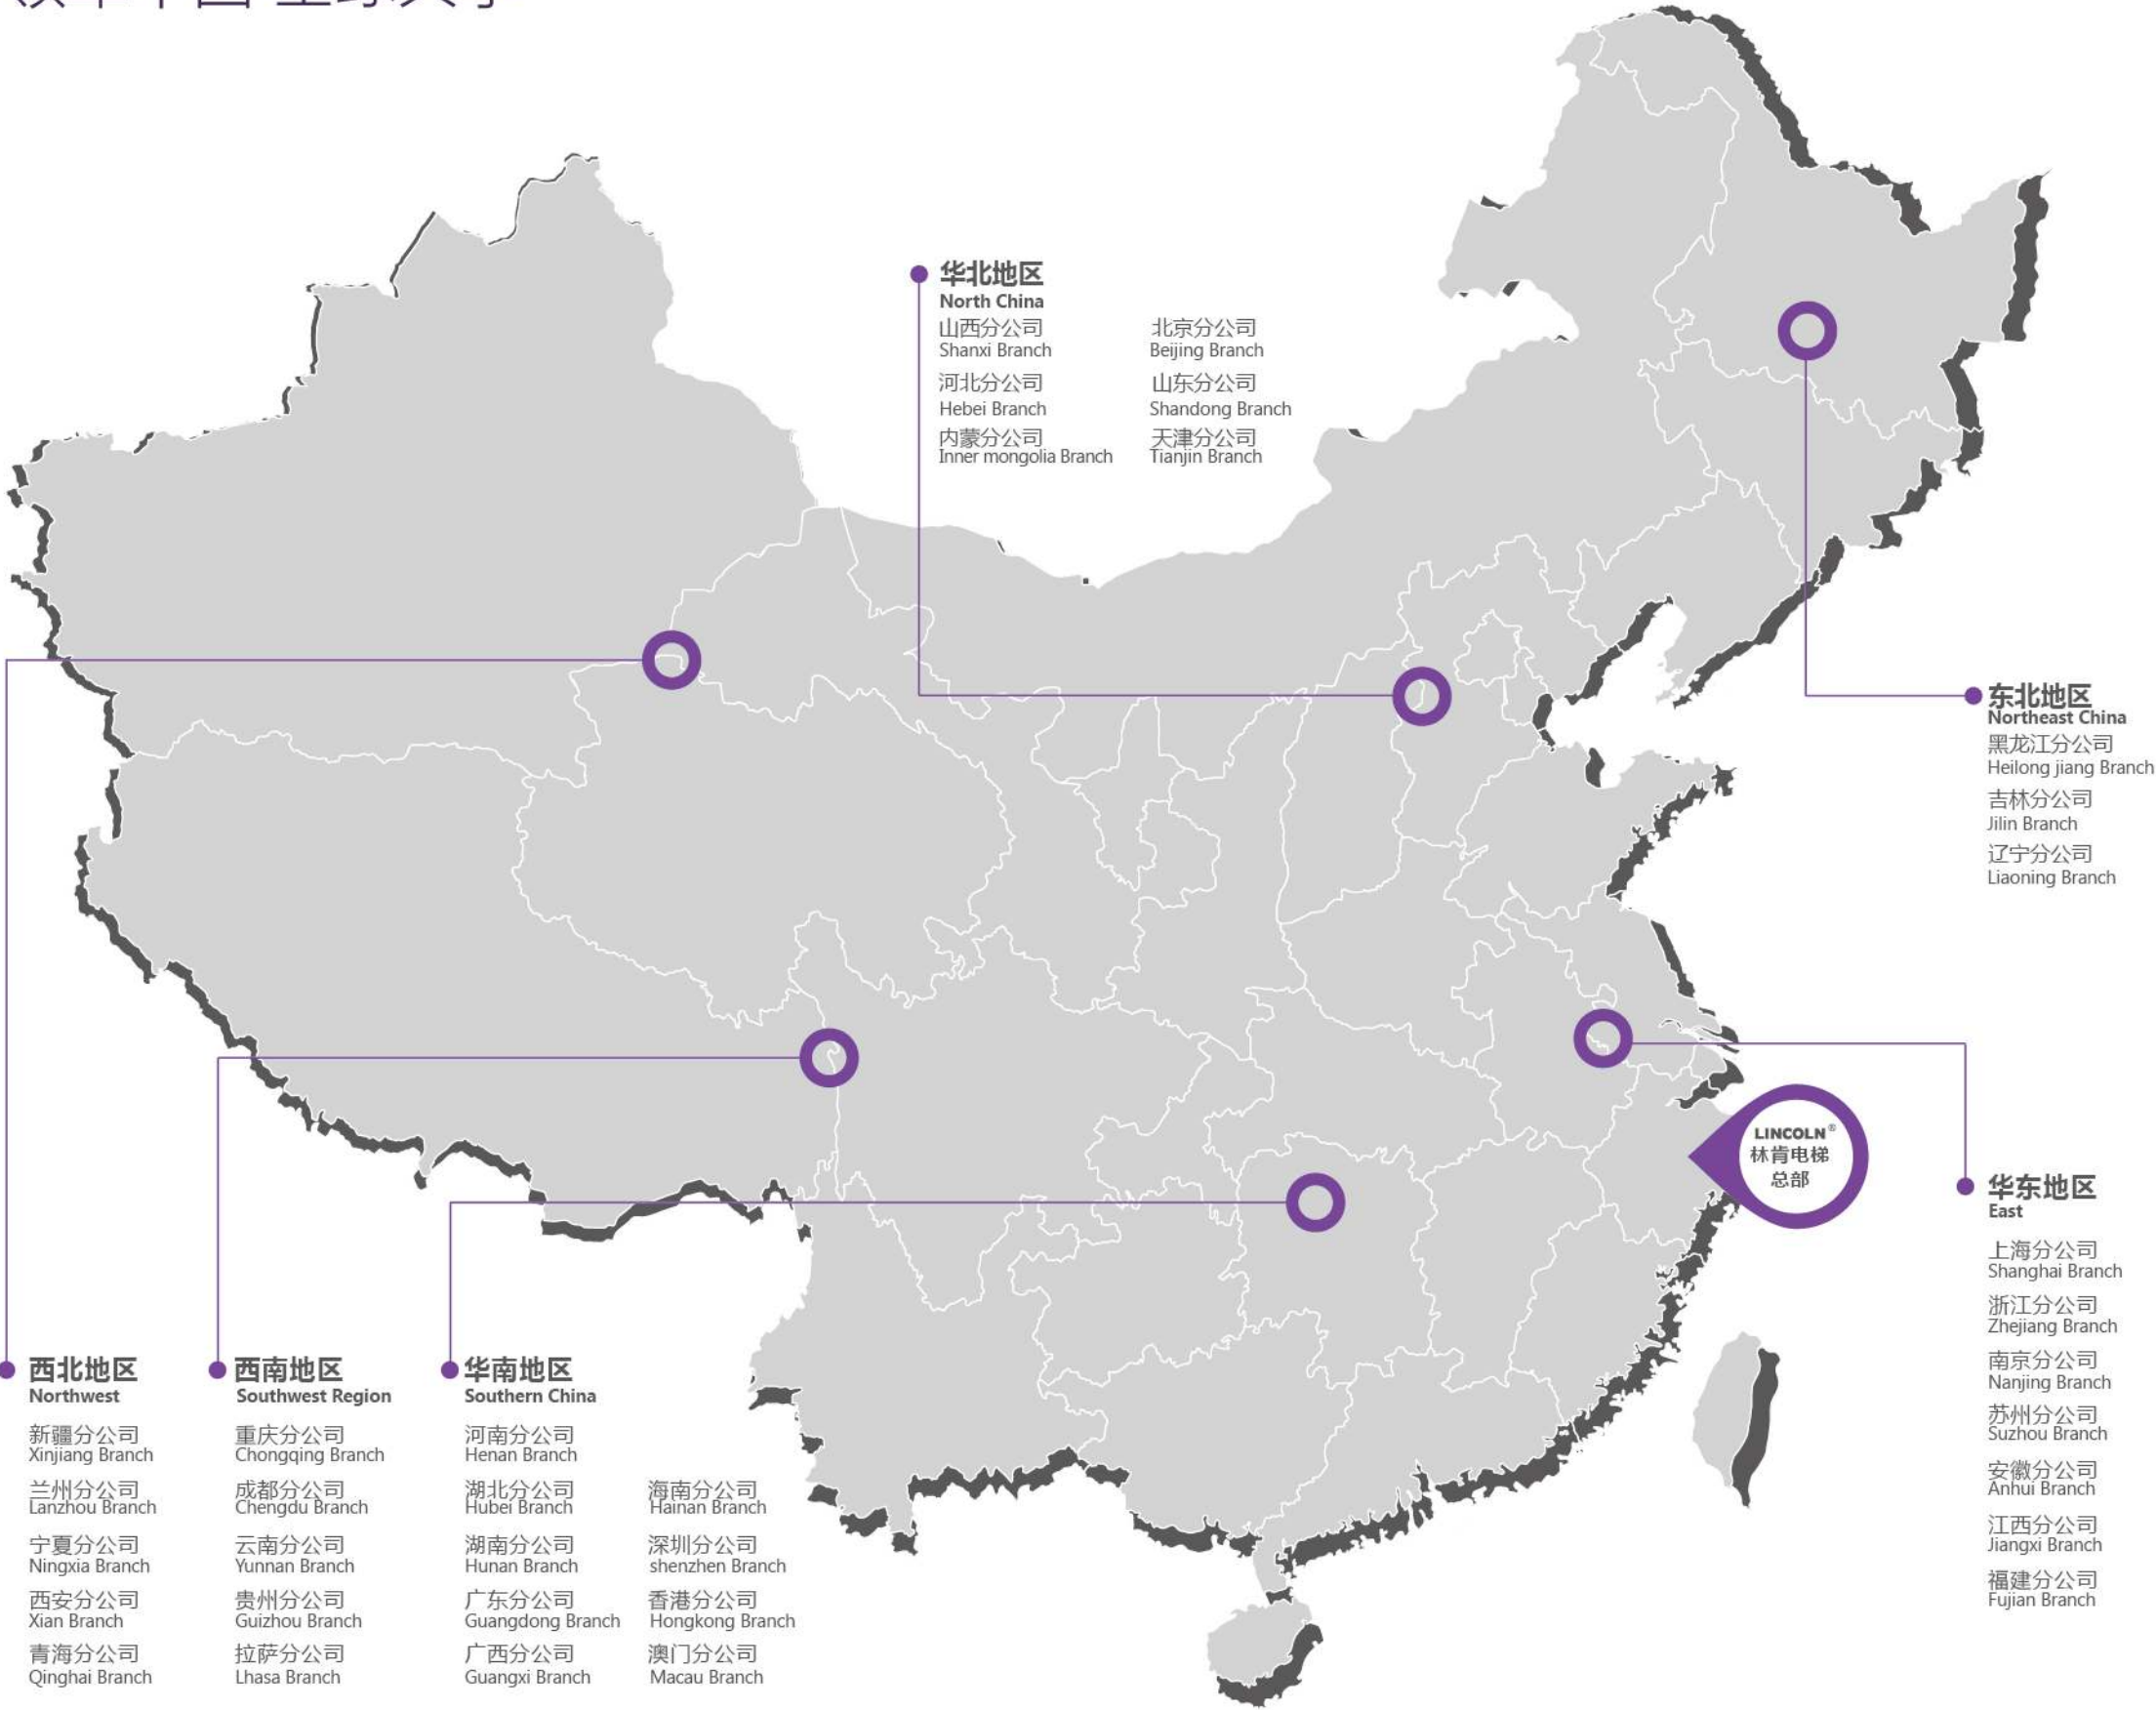 华北地区
North China
山西分公司
Shanxi Branch
河北分公司
Hebei Branch
内蒙分公司
Inner mongolia Branch
北京分公司
Beijing Branch
山东分公司
Shandong Branch
天津分公司
Tianjin Branch
东北地区
Northeast China
黑龙江分公司
Heilong jiang Branch
吉林分公司
Jilin Branch
辽宁分公司
Liaoning Branch
LINCOLN®
林肯电梯
总部
华东地区
East
上海分公司
Shanghai Branch
浙江分公司
Zhejiang Branch
南京分公司
Nanjing Branch
苏州分公司
Suzhou Branch
安徽分公司
Anhui Branch
江西分公司
Jiangxi Branch
福建分公司
Fujian Branch
西北地区
Northwest
新疆分公司
Xinjiang Branch
兰州分公司
Lanzhou Branch
宁夏分公司
Ningxia Branch
西安分公司
Xian Branch
青海分公司
Qinghai Branch
西南地区
Southwest Region
重庆分公司
Chongqing Branch
成都分公司
Chengdu Branch
云南分公司
Yunnan Branch
贵州分公司
Guizhou Branch
拉萨分公司
Lhasa Branch
华南地区
Southern China
河南分公司
Henan Branch
湖北分公司
Hubei Branch
湖南分公司
Hunan Branch
广东分公司
Guangdong Branch
广西分公司
Guangxi Branch
海南分公司
Hainan Branch
深圳分公司
shenzhen Branch
香港分公司
Hongkong Branch
澳门分公司
Macau Branch